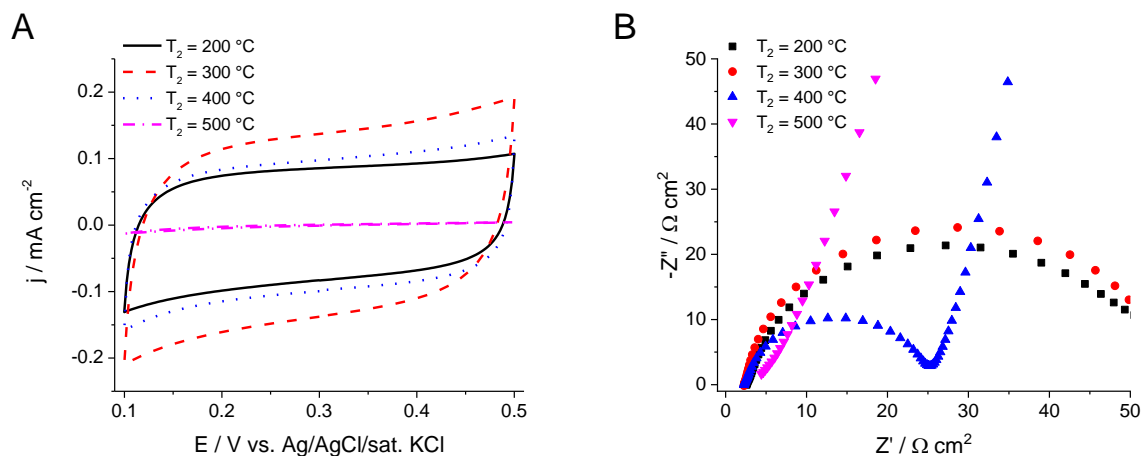 A
T₂ = 200 °C
T₂ = 300 °C
T₂ = 400 °C
T₂ = 500 °C
0.2
0.1
0.0
-0.1
-0.2
j / mA cm⁻²
0.1 0.2 0.3 0.4 0.5
E / V vs. Ag/AgCl/sat. KCl
B
T₂ = 200 °C
T₂ = 300 °C
T₂ = 400 °C
T₂ = 500 °C
50
40
30
20
10
0
-Z'' / Ω cm²
0 10 20 30 40 50
Z' / Ω cm²